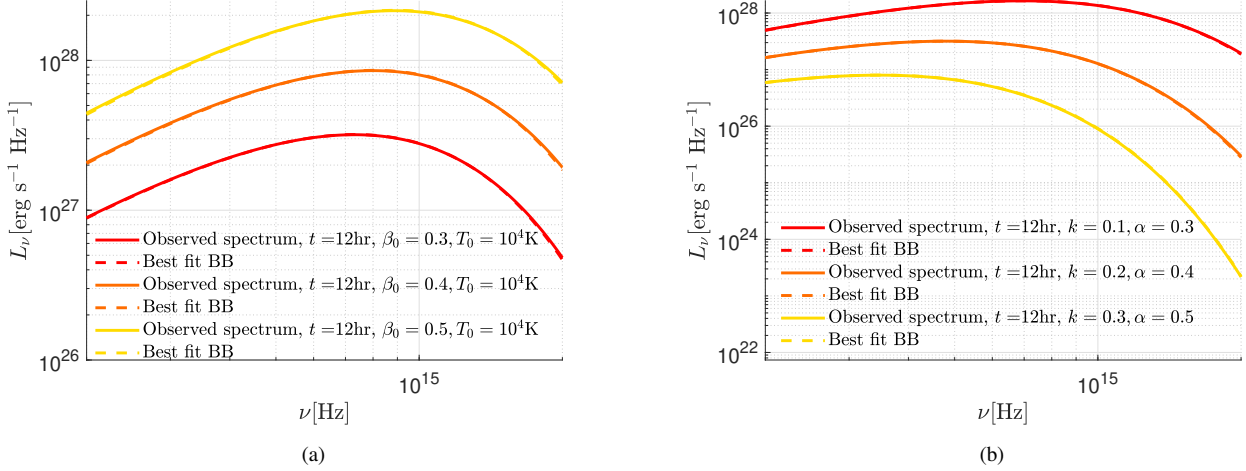 10^28
10^27
10^26
L_ν[erg s^−1 Hz^−1]
Observed spectrum, t =12hr, β_0 = 0.3, T_0 = 10^4K
Best fit BB
Observed spectrum, t =12hr, β_0 = 0.4, T_0 = 10^4K
Best fit BB
Observed spectrum, t =12hr, β_0 = 0.5, T_0 = 10^4K
Best fit BB
10^15
ν[Hz]
(a)
10^28
10^26
10^24
10^22
L_ν[erg s^−1 Hz^−1]
Observed spectrum, t =12hr, k = 0.1, α = 0.3
Best fit BB
Observed spectrum, t =12hr, k = 0.2, α = 0.4
Best fit BB
Observed spectrum, t =12hr, k = 0.3, α = 0.5
Best fit BB
10^15
ν[Hz]
(b)